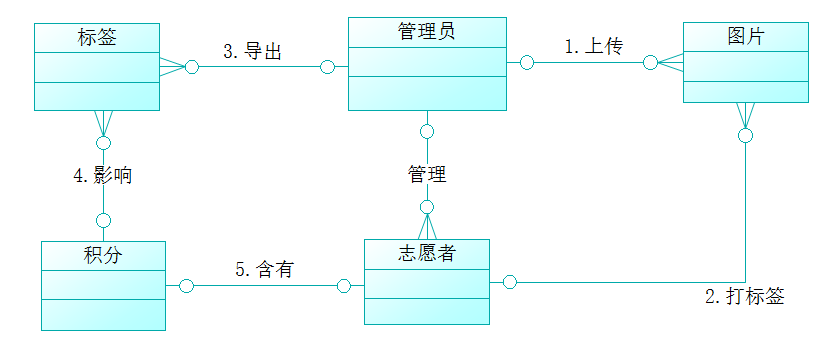 标签
管理员
图片
3.导出
1.上传
4.影响
管理
积分
5.含有
志愿者
2.打标签